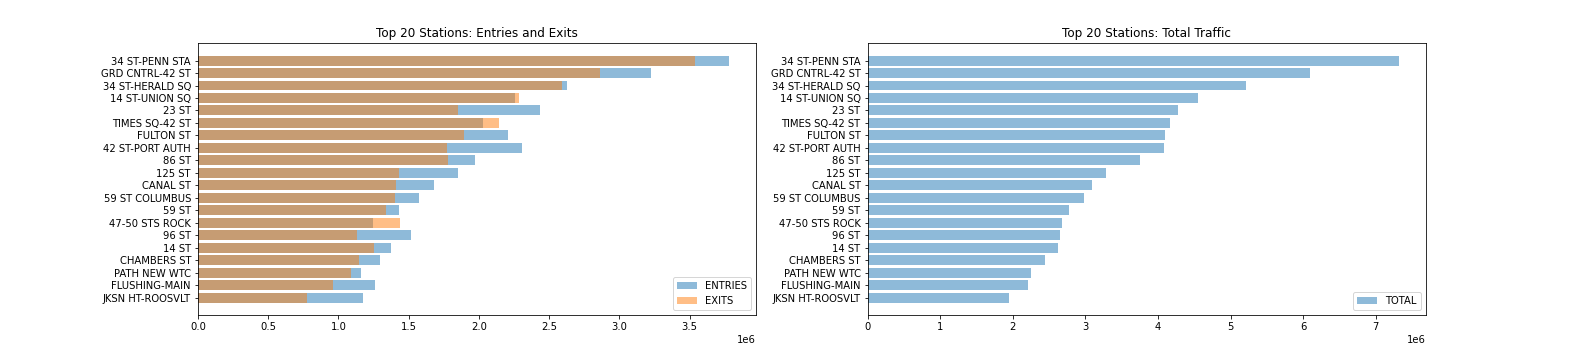 Top 20 Stations: Entries and Exits
34 ST-PENN STA
GRD CNTRL-42 ST
34 ST-HERALD SQ
14 ST-UNION SQ
23 ST
TIMES SQ-42 ST
FULTON ST
42 ST-PORT AUTH
86 ST
125 ST
CANAL ST
59 ST COLUMBUS
59 ST
47-50 STS ROCK
96 ST
14 ST
CHAMBERS ST
PATH NEW WTC
FLUSHING-MAIN
JKSN HT-ROOSVLT
ENTRIES
EXITS
0.0 0.5 1.0 1.5 2.0 2.5 3.0 3.5
1e6
Top 20 Stations: Total Traffic
34 ST-PENN STA
GRD CNTRL-42 ST
34 ST-HERALD SQ
14 ST-UNION SQ
23 ST
TIMES SQ-42 ST
FULTON ST
42 ST-PORT AUTH
86 ST
125 ST
CANAL ST
59 ST COLUMBUS
59 ST
47-50 STS ROCK
96 ST
14 ST
CHAMBERS ST
PATH NEW WTC
FLUSHING-MAIN
JKSN HT-ROOSVLT
TOTAL
0 1 2 3 4 5 6 7
1e6